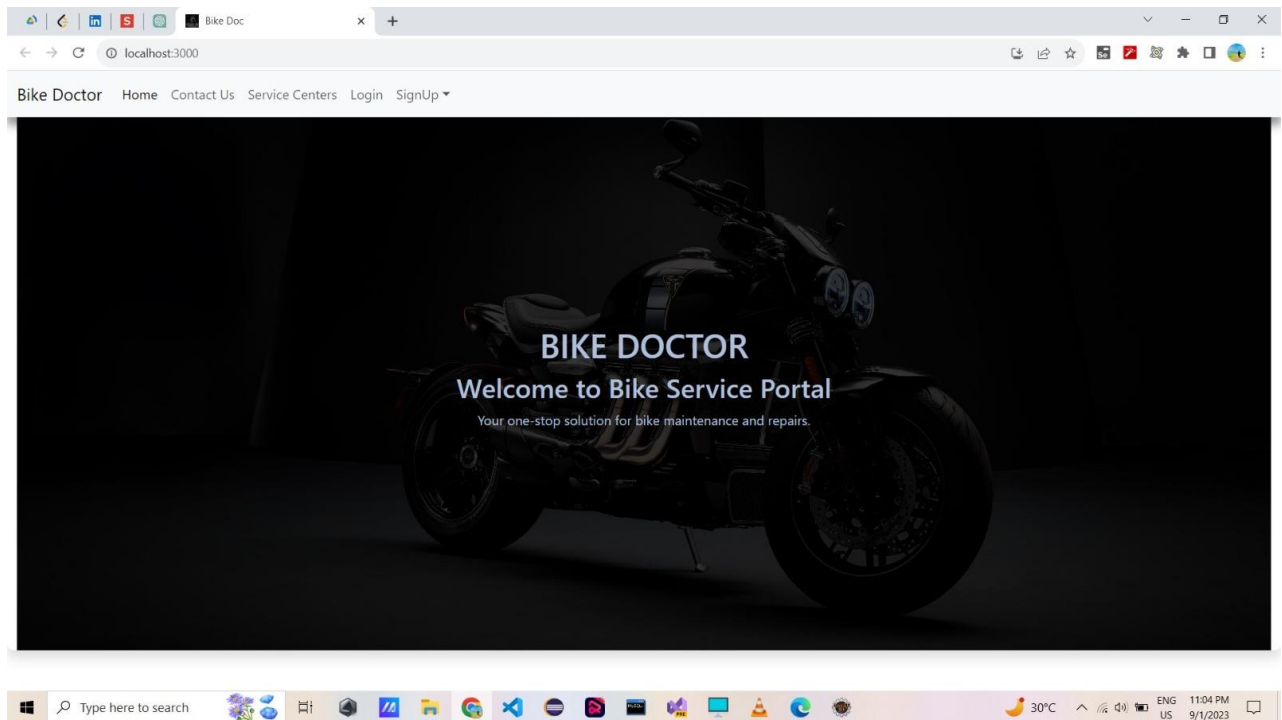 Bike Doc
localhost:3000
Bike Doctor Home Contact Us Service Centers Login SignUp
BIKE DOCTOR
Welcome to Bike Service Portal
Your one-stop solution for bike maintenance and repairs.
Type here to search
30°C
ENG
US
11:04 PM
9/1/2023